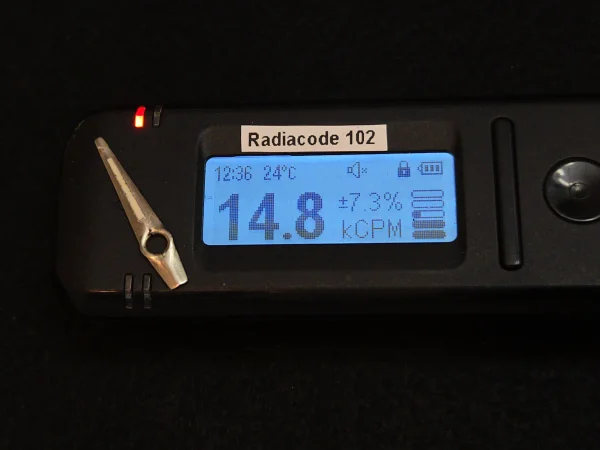 Radiacode 102
12:36 24°C
14.8 ±7.3%
kCPM